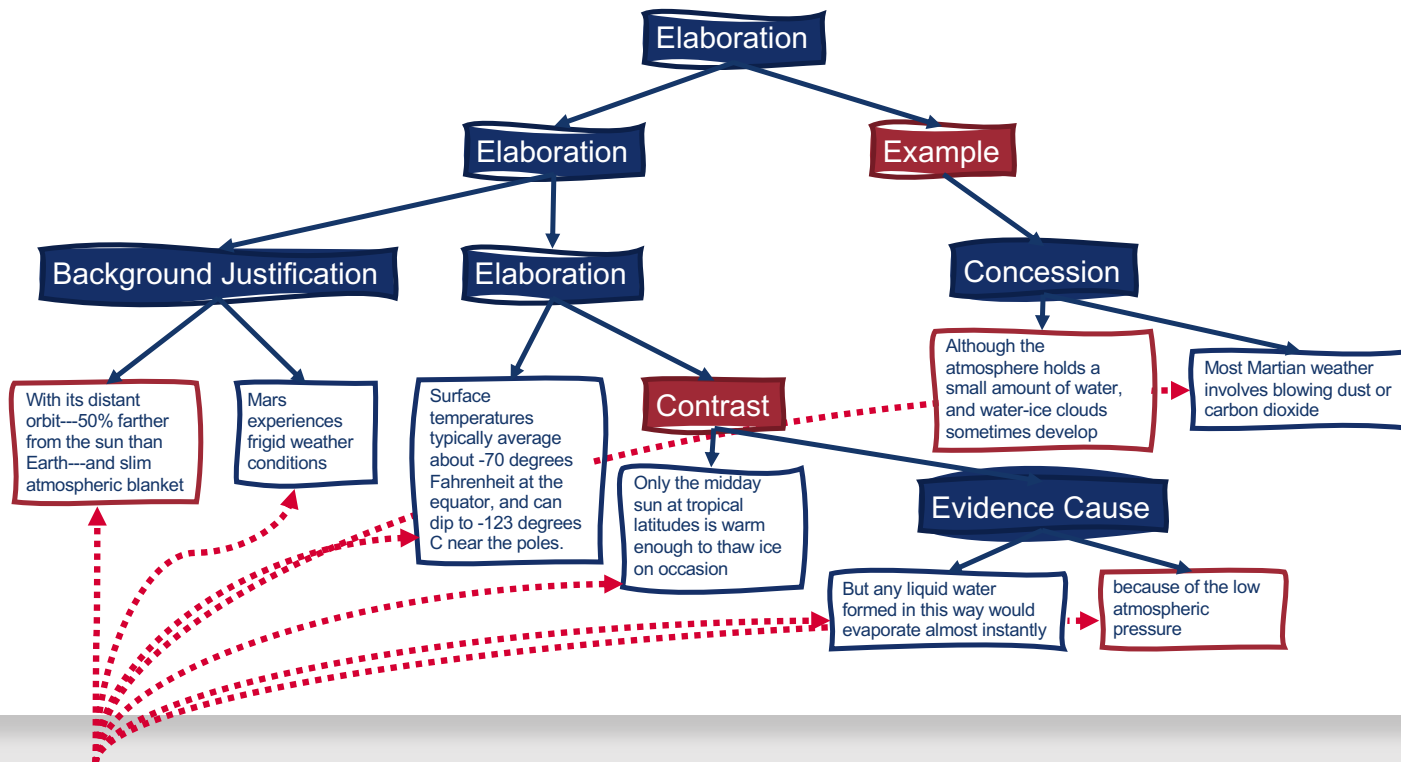 Elaboration
Elaboration
Example
Background Justification
Elaboration
Concession
With its distant
orbit---50% farther
from the sun than
Earth---and slim
atmospheric blanket
Mars
experiences
frigid weather
conditions
Surface
temperatures
typically average
about -70 degrees
Fahrenheit at the
equator, and can
dip to -123 degrees
C near the poles.
Contrast
Although the
atmosphere holds a
small amount of water,
and water-ice clouds
sometimes develop
Most Martian weather
involves blowing dust or
carbon dioxide
Only the midday
sun at tropical
latitudes is warm
enough to thaw ice
on occasion
Evidence Cause
But any liquid water
formed in this way would
evaporate almost instantly
because of the low
atmospheric
pressure